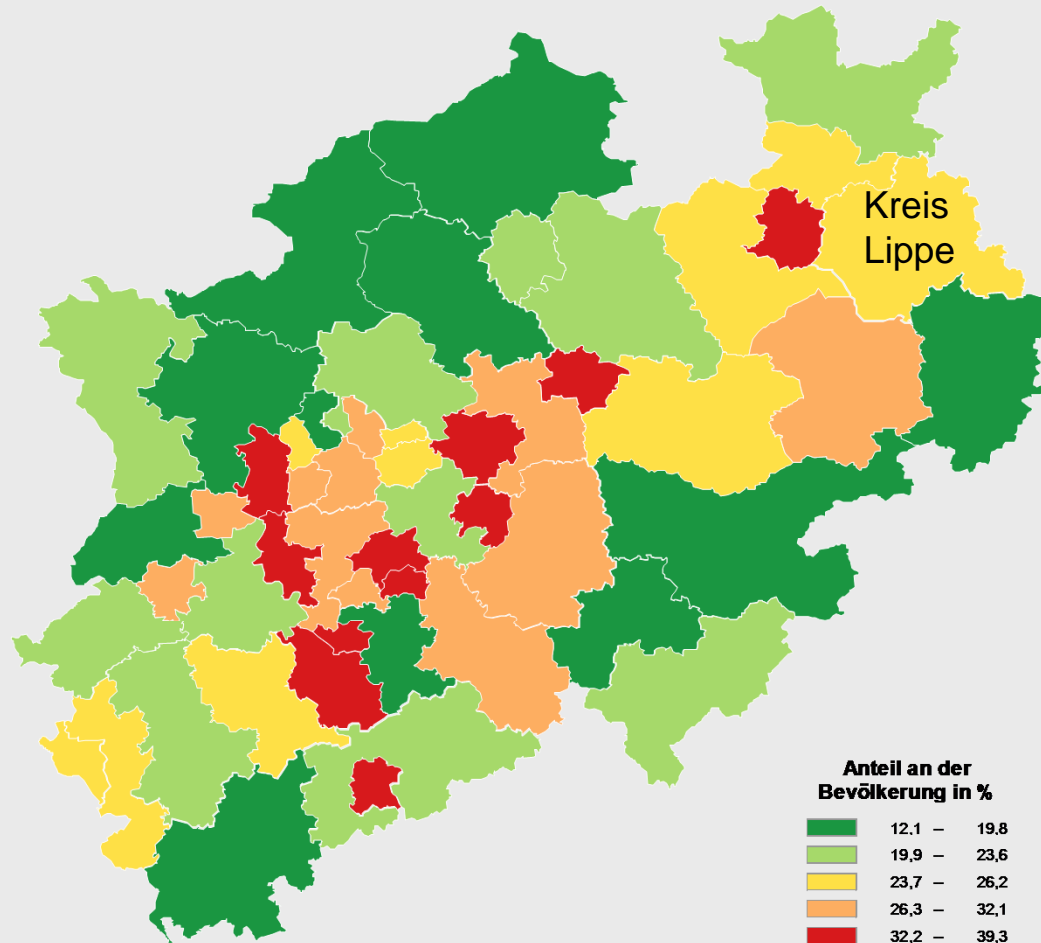 Kreis
Lippe
Anteil an der
Bevölkerung in %
12,1 – 19,8
19,9 – 23,6
23,7 – 26,2
26,3 – 32,1
32,2 – 39,3